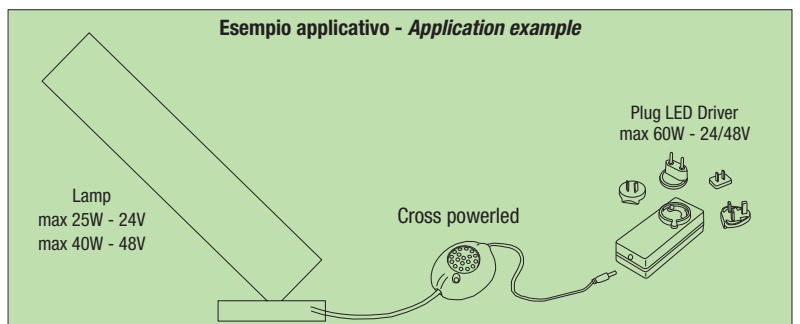 Esempio applicativo - Application example
Plug LED Driver
max 60W - 24/48V
Lamp
max 25W - 24V
max 40W - 48V
Cross powerled